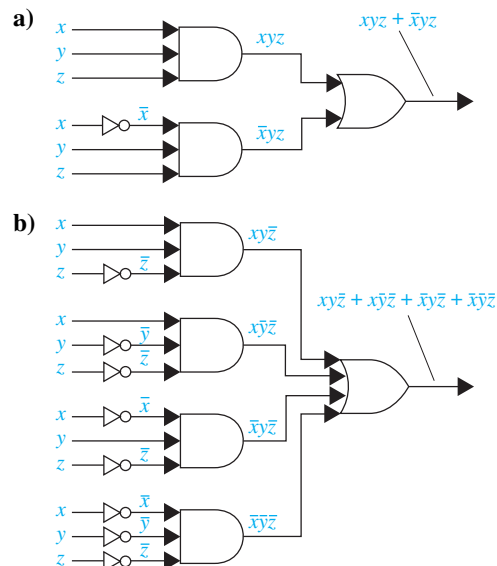 a)
x
y
z
xyz
x̄
x
y
z
x̄yz
xyz + x̄yz
b)
x
y
z
z̄
xyz̄
x
y
z
ȳ
z̄
xȳz̄
x
y
z
x̄
z̄
x̄yz̄
x
y
z
x̄
ȳ
z̄
x̄ȳz̄
xyz̄ + xȳz̄ + x̄yz̄ + x̄ȳz̄